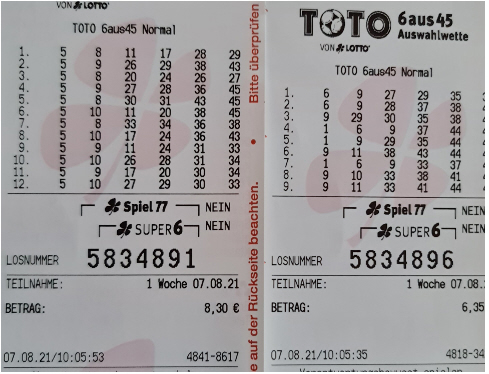 VON LOTTO
TOTO 6aus45 Normal
1. 5 8 11 17 28 29
2. 5 9 26 29 38 43
3. 5 8 20 24 26 27
4. 5 9 27 28 36 45
5. 5 8 30 31 43 45
6. 5 10 11 20 38 45
7. 5 8 33 34 36 38
8. 5 10 17 24 36 43
9. 5 9 11 24 31 33
10. 5 10 26 28 31 34
11. 5 9 17 20 30 34
12. 5 10 27 29 30 33
Spiel 77 NEIN
SUPER 6 NEIN
LOSNUMMER 5834891
TEILNAHME: 1 Woche 07.08.21
BETRAG: 8,30 €
07.08.21/10:05:53 4841-8617
Bitte überprüfen
e auf der Rückseite beachten. •
TOTO 6aus45
Auswahlwette
VON LOTTO
TOTO 6aus45 Normal
1. 6 9 27 29 35
2. 6 9 28 37 38
3. 9 29 30 35 38
4. 1 6 9 37 44
5. 1 9 29 35 44
6. 9 11 38 43 44
7. 1 6 9 33 37
8. 9 10 33 38 41
9. 9 11 33 41 44
Spiel 77 NEIN
SUPER 6 NEIN
LOSNUMMER 5834896
TEILNAHME: 1 Woche 07.08.
BETRAG: 6,35
07.08.21/10:05:35 4818-34